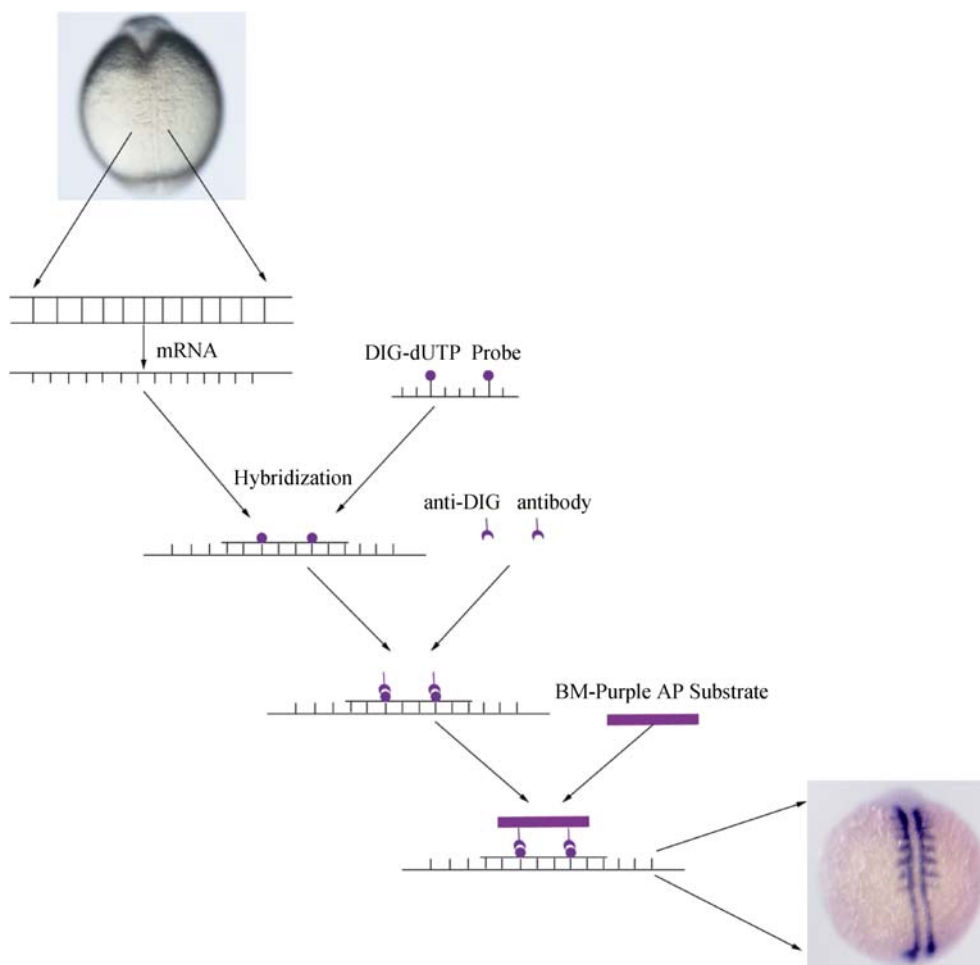 mRNA
DIG-dUTP Probe
Hybridization
anti-DIG antibody
BM-Purple AP Substrate